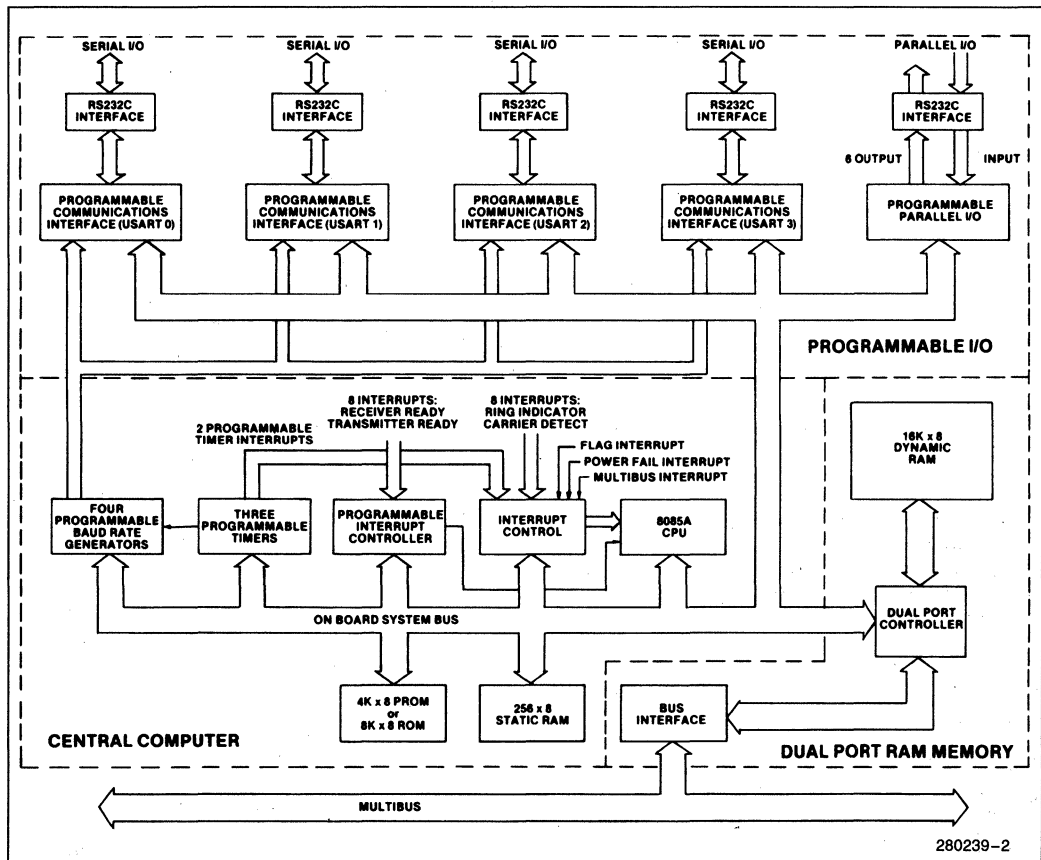 SERIAL I/O
SERIAL I/O
SERIAL I/O
SERIAL I/O
PARALLEL I/O
RS232C
INTERFACE
RS232C
INTERFACE
RS232C
INTERFACE
RS232C
INTERFACE
RS232C
INTERFACE
6 OUTPUT
INPUT
PROGRAMMABLE
COMMUNICATIONS
INTERFACE (USART 0)
PROGRAMMABLE
COMMUNICATIONS
INTERFACE (USART 1)
PROGRAMMABLE
COMMUNICATIONS
INTERFACE (USART 2)
PROGRAMMABLE
COMMUNICATIONS
INTERFACE (USART 3)
PROGRAMMABLE
PARALLEL I/O
PROGRAMMABLE I/O
2 PROGRAMMABLE
TIMER INTERRUPTS
8 INTERRUPTS:
RECEIVER READY
TRANSMITTER READY
8 INTERRUPTS:
RING INDICATOR
CARRIER DETECT
FLAG INTERRUPT
POWER FAIL INTERRUPT
MULTIBUS INTERRUPT
16K x 8
DYNAMIC
RAM
FOUR
PROGRAMMABLE
BAUD RATE
GENERATORS
THREE
PROGRAMMABLE
TIMERS
PROGRAMMABLE
INTERRUPT
CONTROLLER
INTERRUPT
CONTROL
8085A
CPU
ON BOARD SYSTEM BUS
DUAL PORT
CONTROLLER
4K x 8 PROM
or
8K x 8 ROM
256 x 8
STATIC RAM
BUS
INTERFACE
CENTRAL COMPUTER
DUAL PORT RAM MEMORY
MULTIBUS
280239–2